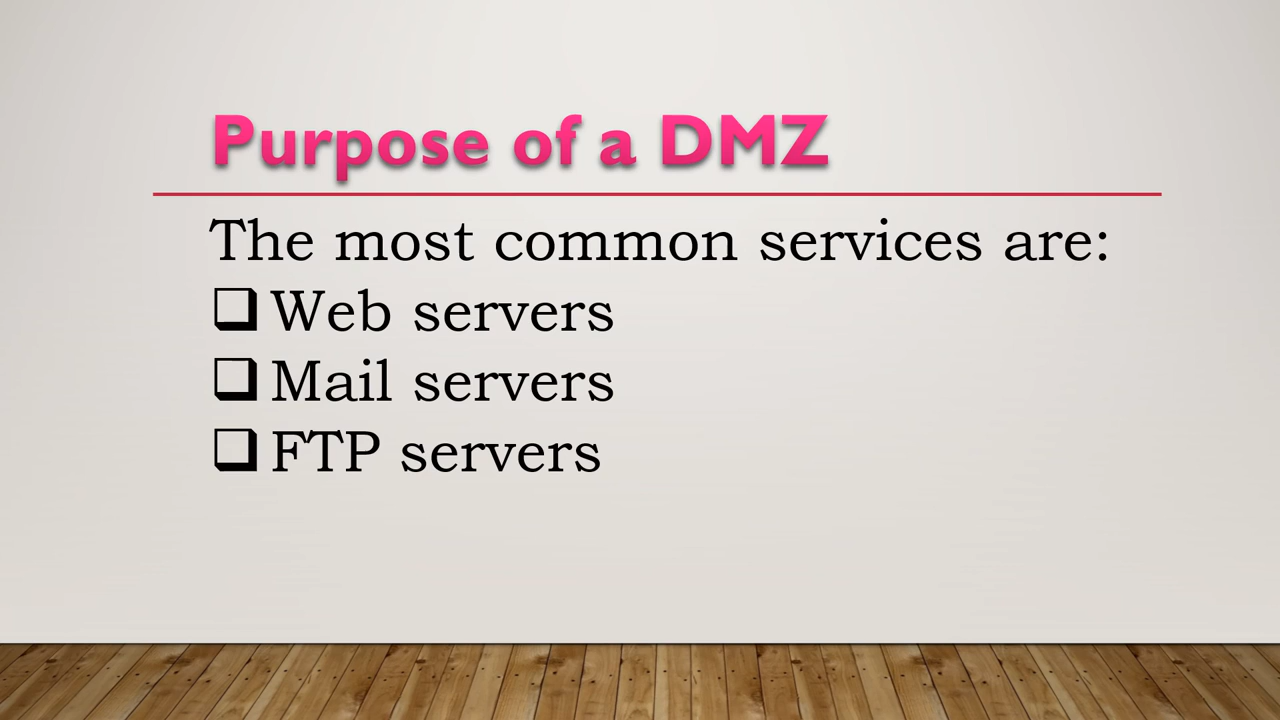 Purpose of a DMZ
The most common services are:
❑ Web servers
❑ Mail servers
❑ FTP servers